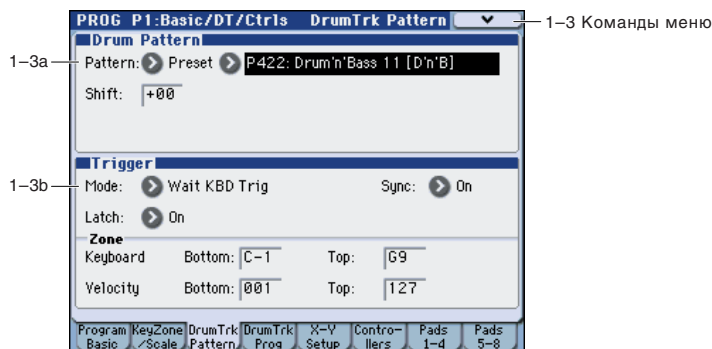 PROG P1:Basic/DT/Ctrls DrumTrk Pattern
1–3 Команды меню
Drum Pattern
1–3a
Pattern: Preset P422: Drum'n'Bass 11 [D'n'B]
Shift: +00
Trigger
1–3b
Mode: Wait KBD Trig Sync: On
Latch: On
Zone
Keyboard Bottom: C-1 Top: G9
Velocity Bottom: 001 Top: 127
Program Basic
KeyZone /Scale
DrumTrk Pattern
DrumTrk Prog
X-Y Setup
Contro- llers
Pads 1-4
Pads 5-8